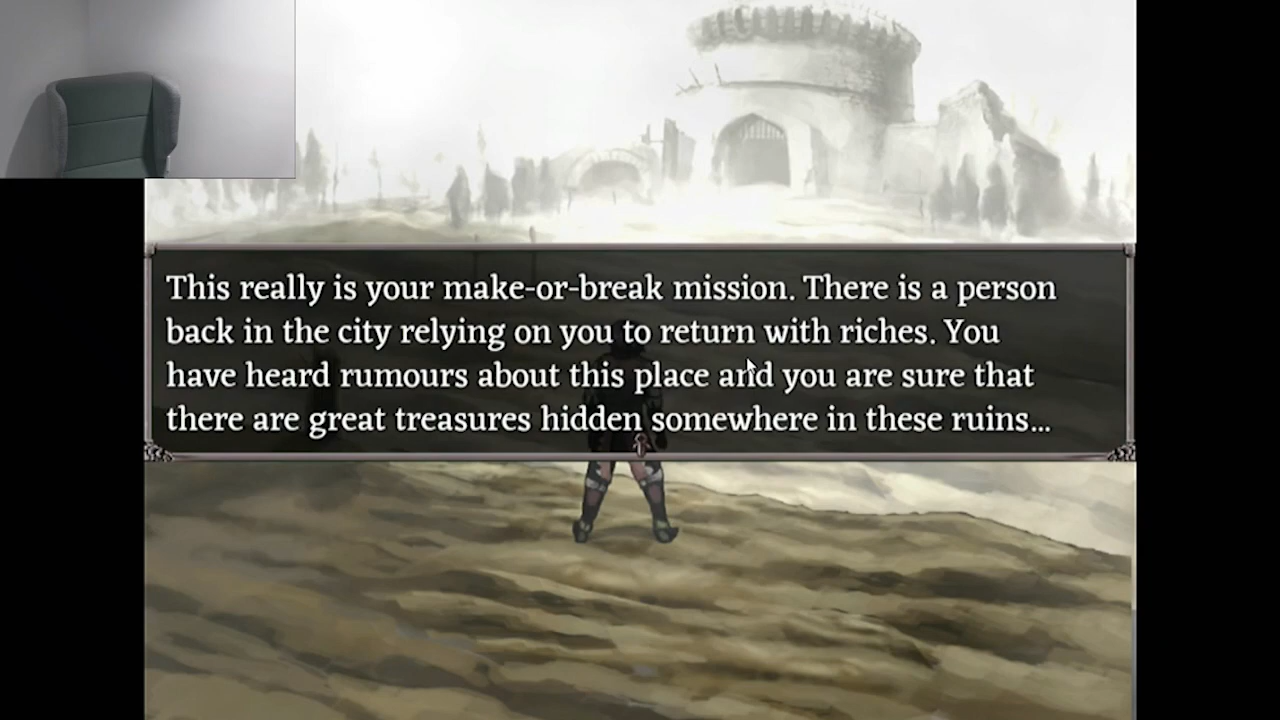 This really is your make-or-break mission. There is a person
back in the city relying on you to return with riches. You
have heard rumours about this place and you are sure that
there are great treasures hidden somewhere in these ruins...